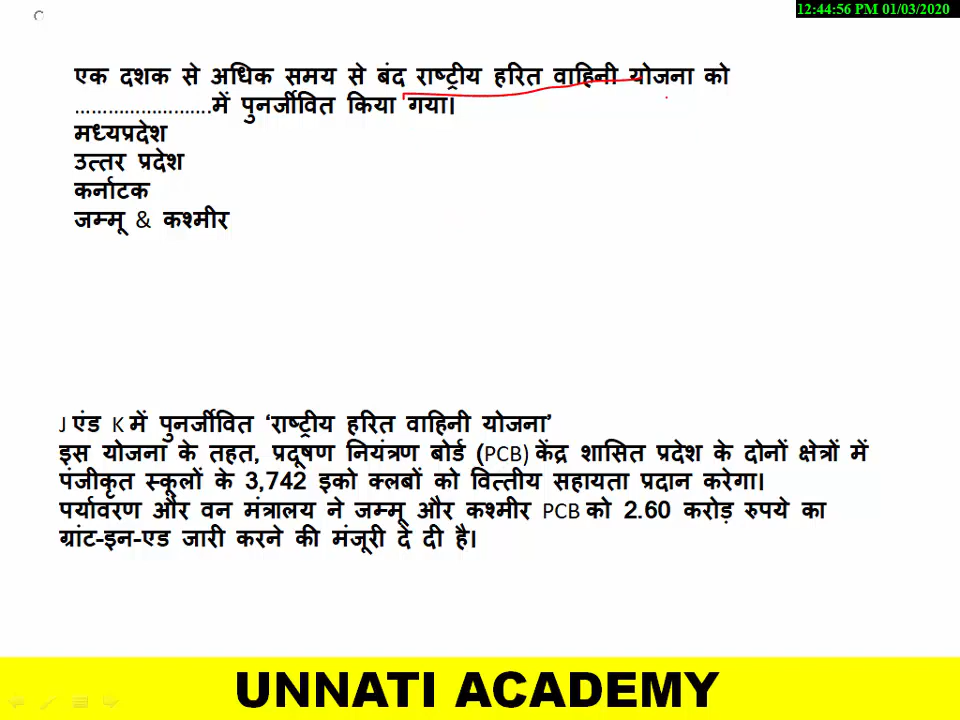 12:44:56 PM 01/03/2020
एक दशक से अधिक समय से बंद राष्ट्रीय हरित वाहिनी योजना को
.........................में पुनर्जीवित किया गया।
मध्यप्रदेश
उत्तर प्रदेश
कर्नाटक
जम्मू & कश्मीर
J एंड K में पुनर्जीवित ‘राष्ट्रीय हरित वाहिनी योजना’
इस योजना के तहत, प्रदूषण नियंत्रण बोर्ड (PCB) केंद्र शासित प्रदेश के दोनों क्षेत्रों में
पंजीकृत स्कूलों के 3,742 इको क्लबों को वित्तीय सहायता प्रदान करेगा।
पर्यावरण और वन मंत्रालय ने जम्मू और कश्मीर PCB को 2.60 करोड़ रुपये का
ग्रांट-इन-एड जारी करने की मंजूरी दे दी है।
UNNATI ACADEMY